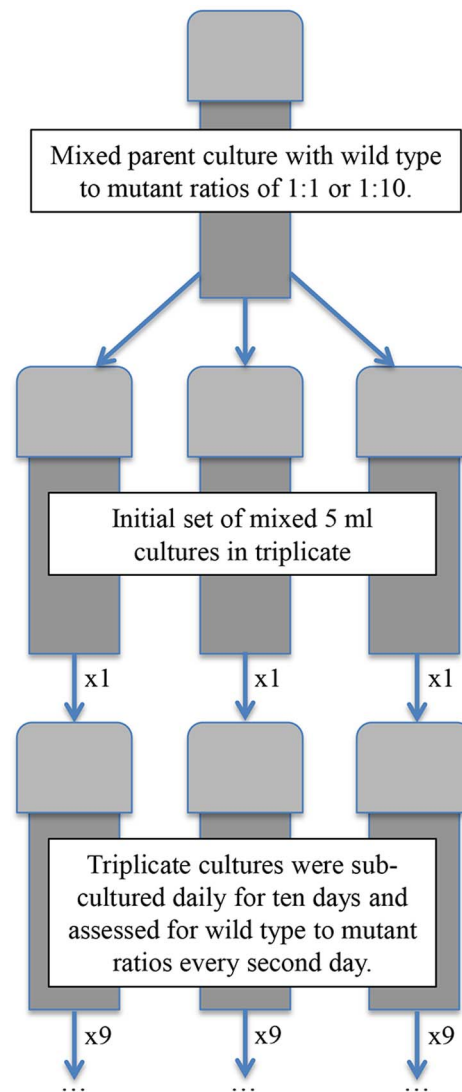 Mixed parent culture with wild type
to mutant ratios of 1:1 or 1:10.
Initial set of mixed 5 ml
cultures in triplicate
x1 x1 x1
Triplicate cultures were sub-
cultured daily for ten days and
assessed for wild type to mutant
ratios every second day.
x9 x9 x9
... ... ...